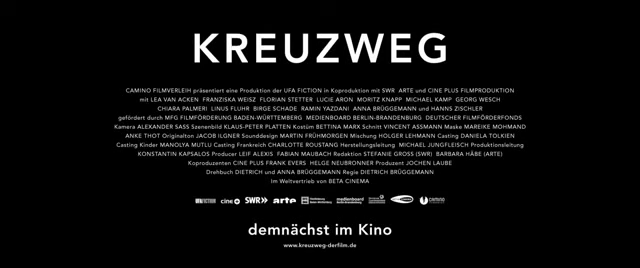 KREUZWEG
CAMINO FILMVERLEIH präsentiert eine Produktion der UFA FICTION in Koproduktion mit SWR ARTE und CINE PLUS FILMPRODUKTION
mit LEA VAN ACKEN FRANZISKA WEISZ FLORIAN STETTER LUCIE ARON MORITZ KNAPP MICHAEL KAMP GEORG WESCH
CHIARA PALMERI LINUS FLUHR BIRGE SCHADE RAMIN YAZDANI ANNA BRÜGGEMANN und HANNS ZISCHLER
gefördert durch MFG FILMFÖRDERUNG BADEN-WÜRTTEMBERG MEDIENBOARD BERLIN-BRANDENBURG DEUTSCHER FILMFÖRDERFONDS
Kamera ALEXANDER SASS Szenenbild KLAUS-PETER PLATTEN Kostüm BETTINA MARX Schnitt VINCENT ASSMANN Maske MAREIKE MOHMAND
ANKE THOT Originalton JACOB ILGNER Sounddesign MARTIN FRÜHMORGEN Mischung HOLGER LEHMANN Casting DANIELA TOLKEN
Casting Kinder MANOLYA MUTLU Casting Frankreich CHARLOTTE ROUSTANG Herstellungsleitung MICHAEL JUNGFLEISCH Produktionsleitung
KONSTANTIN KAPSALOS Producer LEIF ALEXIS FABIAN MAUBACH Redaktion STEFANIE GROSS (SWR) BARBARA HÄBE (ARTE)
Koproduzenten CINE PLUS FRANK EVERS HELGE NEUBRONNER Produzent JOCHEN LAUBE
Drehbuch DIETRICH und ANNA BRÜGGEMANN Regie DIETRICH BRÜGGEMANN
Im Weltvertrieb von BETA CINEMA
UFA FICTION cine+ SWR arte medienboard camino
demnächst im Kino
www.kreuzweg-derfilm.de